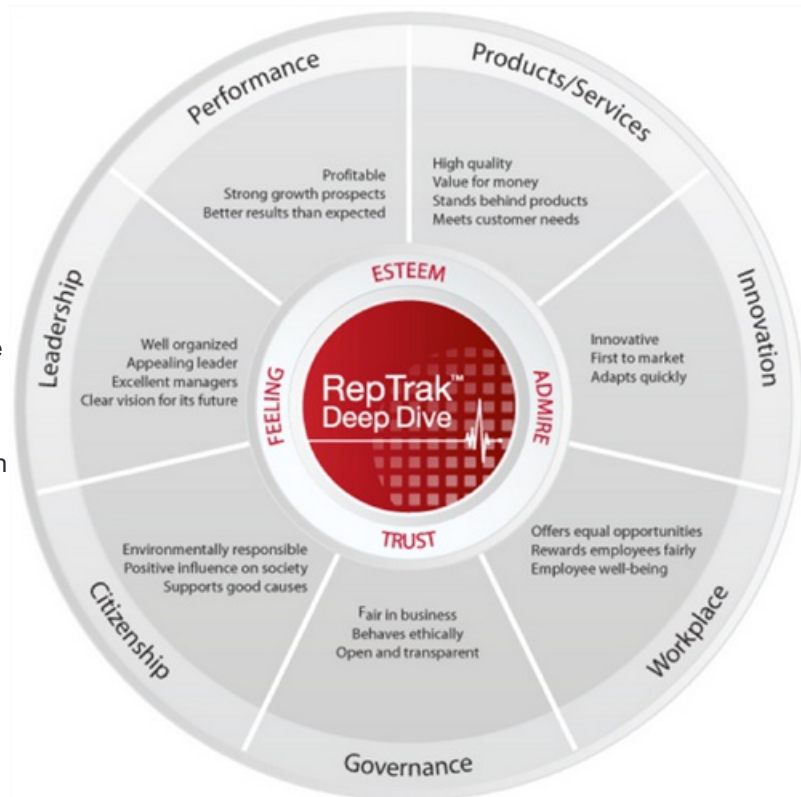 Performance
Profitable
Strong growth prospects
Better results than expected
Products/Services
High quality
Value for money
Stands behind products
Meets customer needs
Innovation
Innovative
First to market
Adapts quickly
Workplace
Offers equal opportunities
Rewards employees fairly
Employee well-being
Governance
Fair in business
Behaves ethically
Open and transparent
Citizenship
Environmentally responsible
Positive influence on society
Supports good causes
Leadership
Well organized
Appealing leader
Excellent managers
Clear vision for its future
ESTEEM
ADMIRE
TRUST
FEELING
RepTrak™
Deep Dive